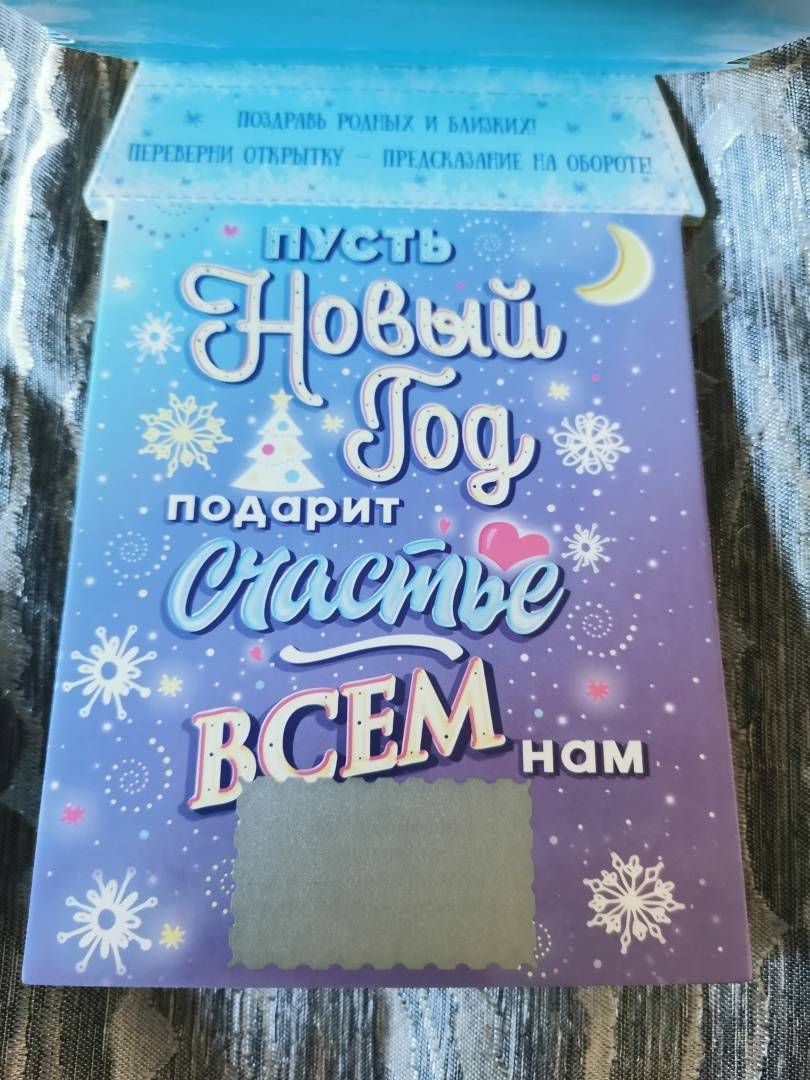 ПОЗДРАВЬ РОДНЫХ И БЛИЗКИХ!
ПЕРЕВЕРНИ ОТКРЫТКУ — ПРЕДСКАЗАНИЕ НА ОБОРОТЕ!
ПУСТЬ
Новый
Год
подарит
Счастье
ВСЕМ нам